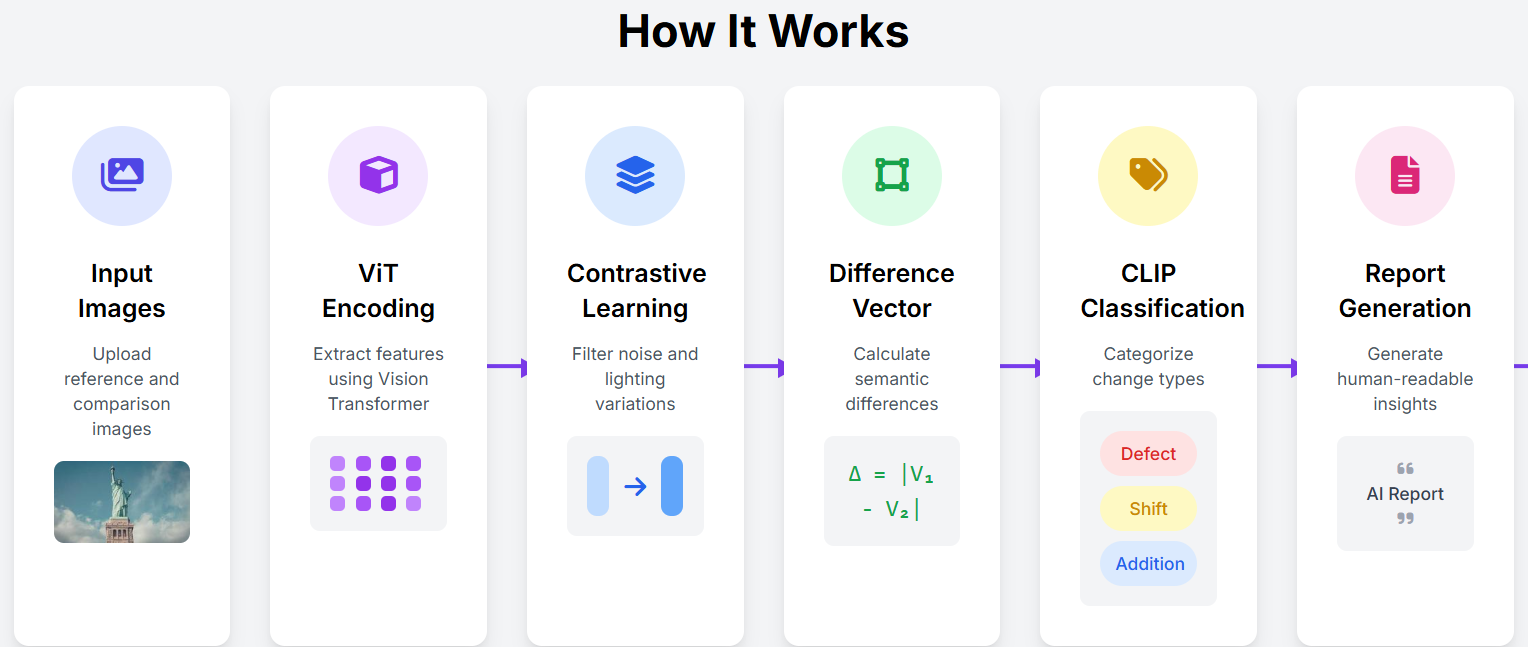 How It Works
Input
Images
Upload
reference and
comparison
images
ViT
Encoding
Extract features
using Vision
Transformer
Contrastive
Learning
Filter noise and
lighting
variations
Difference
Vector
Calculate
semantic
differences
Δ = |V₁
- V₂|
CLIP
Classification
Categorize
change types
Defect
Shift
Addition
Report
Generation
Generate
human-readable
insights
“
AI Report
”